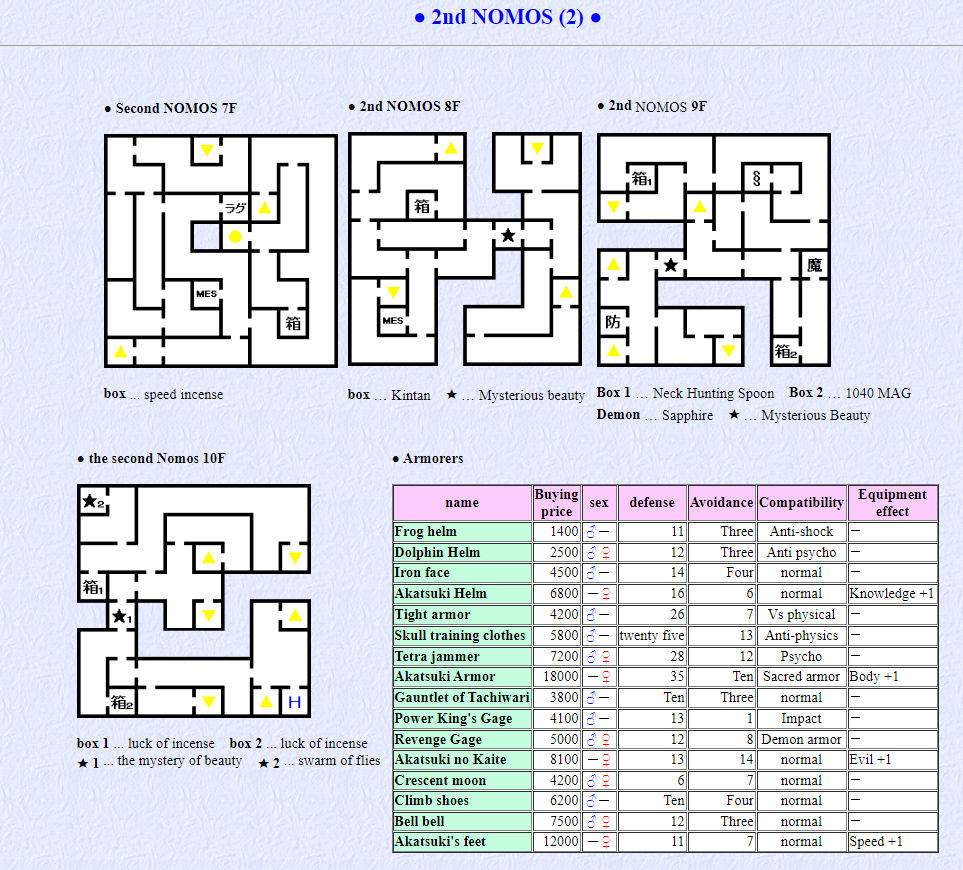 ● 2nd NOMOS (2) ●
● Second NOMOS 7F
● 2nd NOMOS 8F
● 2nd NOMOS 9F
ラグ
MES
箱
箱
MES
★
箱1
§
★
魔
防
箱2
box ... speed incense
box ... Kintan ★ ... Mysterious beauty
Box 1 ... Neck Hunting Spoon Box 2 ... 1040 MAG
Demon ... Sapphire ★ ... Mysterious Beauty
● the second Nomos 10F
★2
箱1
★1
箱2
H
box 1 ... luck of incense box 2 ... luck of incense
★ 1 ... the mystery of beauty ★ 2 ... swarm of flies
● Armorers
name Buying price sex defense Avoidance Compatibility Equipment effect
Frog helm 1400 ♂－ 11 Three Anti-shock －
Dolphin Helm 2500 ♂♀ 12 Three Anti psycho －
Iron face 4500 ♂－ 14 Four normal －
Akatsuki Helm 6800 －♀ 16 6 normal Knowledge +1
Tight armor 4200 ♂－ 26 7 Vs physical －
Skull training clothes 5800 ♂－ twenty five 13 Anti-physics －
Tetra jammer 7200 ♂♀ 28 12 Psycho －
Akatsuki Armor 18000 －♀ 35 Ten Sacred armor Body +1
Gauntlet of Tachiwari 3800 ♂－ Ten Three normal －
Power King's Gage 4100 ♂－ 13 1 Impact －
Revenge Gage 5000 ♂♀ 12 8 Demon armor －
Akatsuki no Kaite 8100 －♀ 13 14 normal Evil +1
Crescent moon 4200 ♂♀ 6 7 normal －
Climb shoes 6200 ♂－ Ten Four normal －
Bell bell 7500 ♂♀ 12 Three normal －
Akatsuki's feet 12000 －♀ 11 7 normal Speed +1